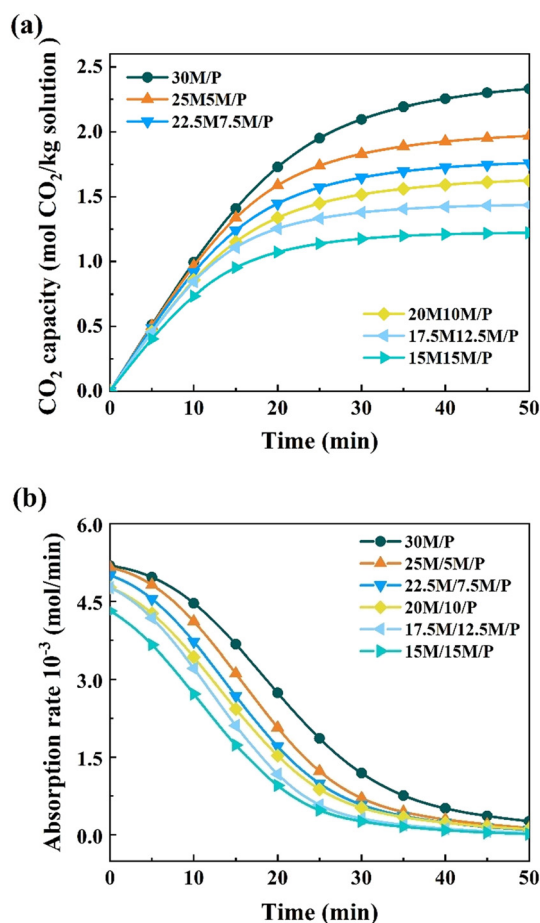 (a)
2.5
2.0
1.5
1.0
0.5
0.0
CO₂ capacity (mol CO₂/kg solution)
30M/P
25M5M/P
22.5M7.5M/P
20M10M/P
17.5M12.5M/P
15M15M/P
0 10 20 30 40 50
Time (min)
(b)
6.0
4.5
3.0
1.5
0.0
Absorption rate 10⁻³ (mol/min)
30M/P
25M/5M/P
22.5M/7.5M/P
20M/10/P
17.5M/12.5M/P
15M/15M/P
0 10 20 30 40 50
Time (min)